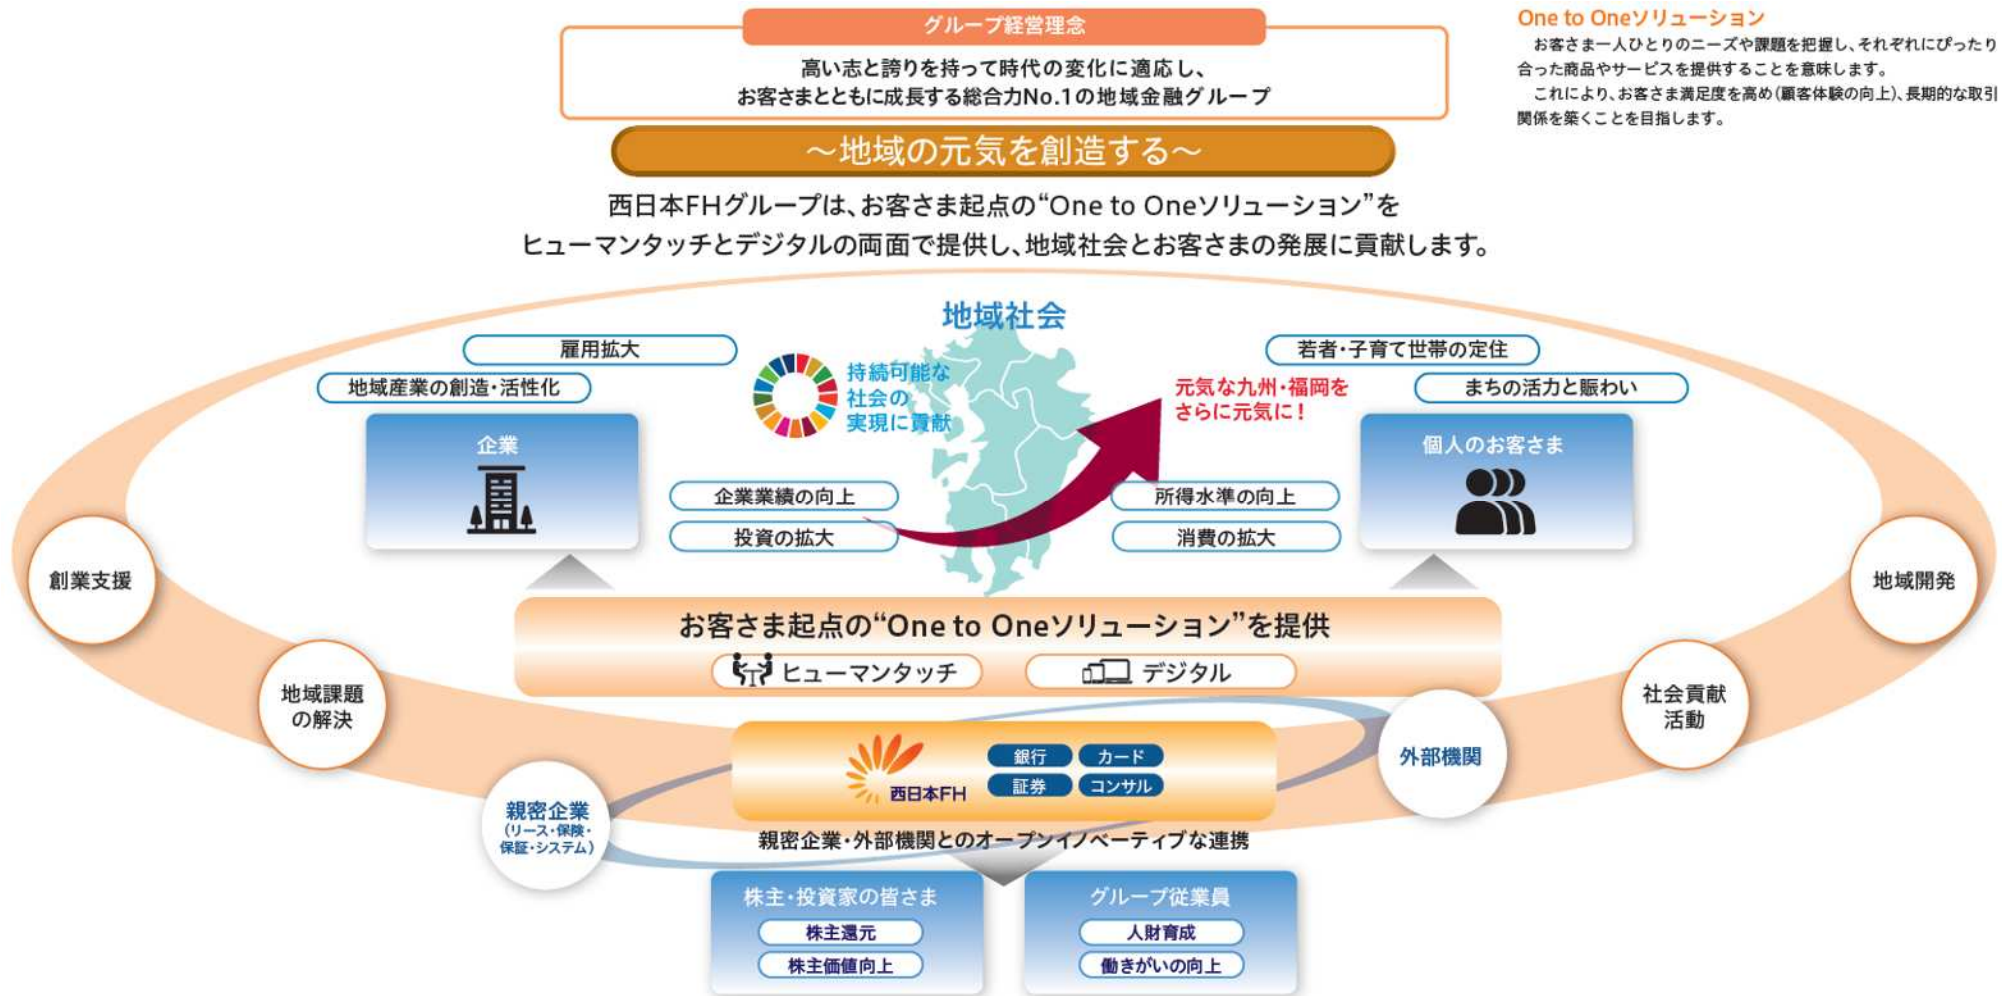 グループ経営理念
高い志と誇りを持って時代の変化に適応し、
お客さまとともに成長する総合力No.1の地域金融グループ
One to Oneソリューション
お客さま一人ひとりのニーズや課題を把握し、それぞれにぴったり
合った商品やサービスを提供することを意味します。
これにより、お客さま満足度を高め(顧客体験の向上)、長期的な取引
関係を築くことを目指します。
～地域の元気を創造する～
西日本FHグループは、お客さま起点の“One to Oneソリューション”を
ヒューマンタッチとデジタルの両面で提供し、地域社会とお客さまの発展に貢献します。
地域社会
雇用拡大
地域産業の創造・活性化
企業
持続可能な
社会の
実現に貢献
元気な九州・福岡を
さらに元気に！
若者・子育て世帯の定住
まちの活力と賑わい
個人のお客さま
企業業績の向上
投資の拡大
所得水準の向上
消費の拡大
創業支援
地域課題
の解決
お客さま起点の“One to Oneソリューション”を提供
ヒューマンタッチ
デジタル
地域開発
社会貢献
活動
外部機関
親密企業
(リース・保険・
保証・システム)
西日本FH
銀行
カード
証券
コンサル
親密企業・外部機関とのオープンイノベーティブな連携
株主・投資家の皆さま
株主還元
株主価値向上
グループ従業員
人財育成
働きがいの向上